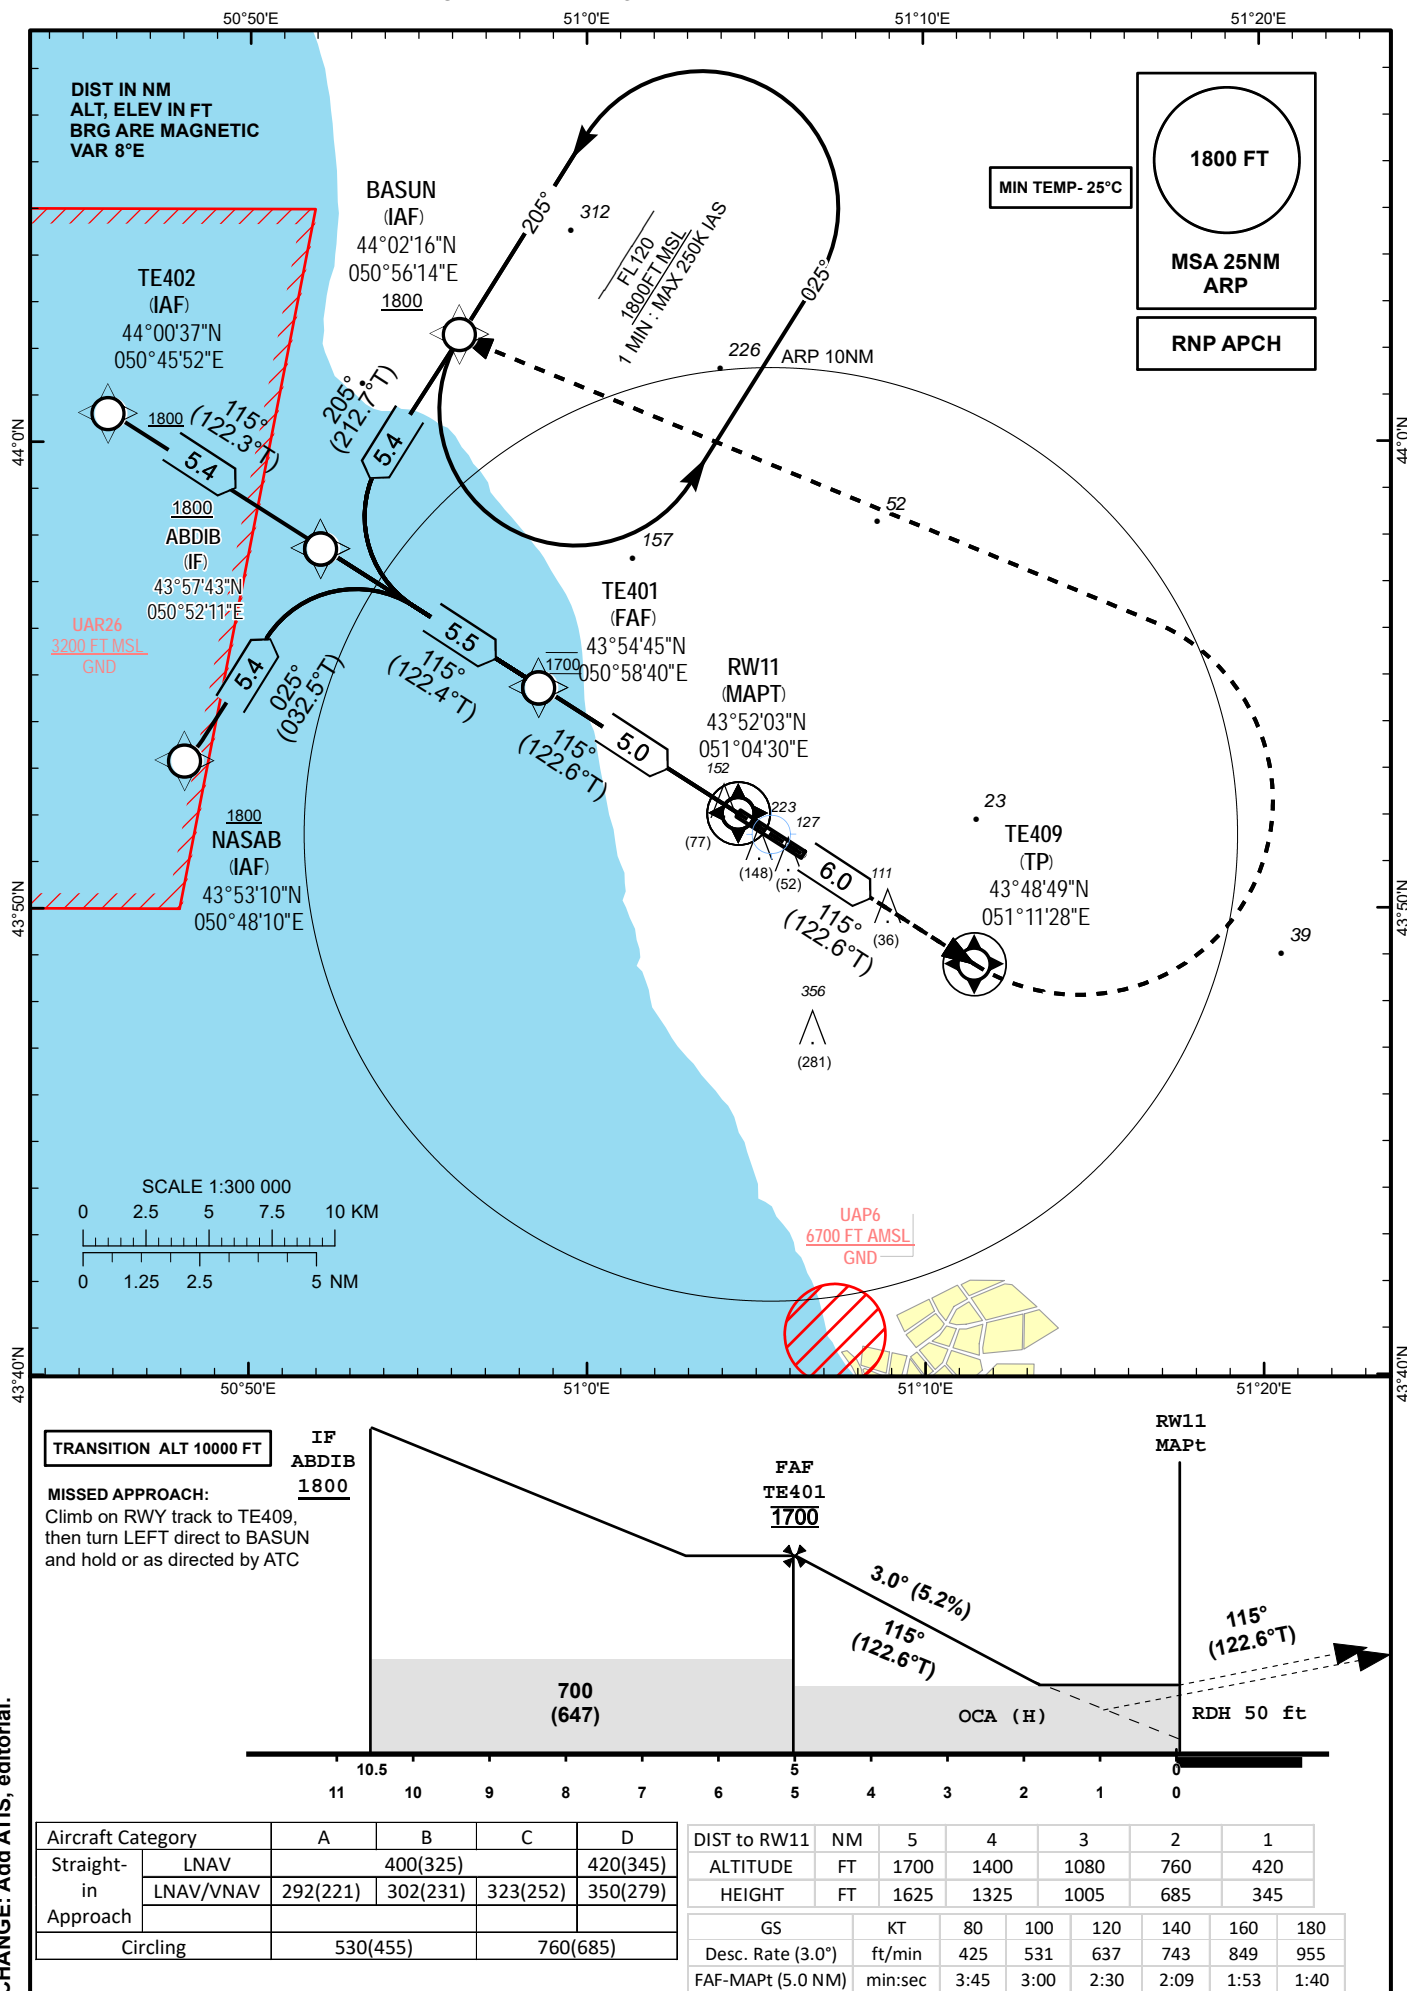 50°50'E
51°0'E
51°10'E
51°20'E
DIST IN NM
ALT, ELEV IN FT
BRG ARE MAGNETIC
VAR 8°E
1800 FT
MSA 25NM
ARP
MIN TEMP- 25°C
RNP APCH
BASUN
(IAF)
44°02'16"N
050°56'14"E
1800
205°
312
FL120
1800FT MSL
1 MIN : MAX 250K IAS
025°
TE402
(IAF)
44°00'37"N
050°45'52"E
1800
115°
(122.3°T)
5.4
205°
(212.7°T)
5.4
226
ARP 10NM
44°0'N
44°0'N
1800
ABDIB
(IF)
43°57'43"N
050°52'11"E
52
157
UAR26
3200 FT MSL
GND
5.4
025°
(032.5°T)
5.5
115°
(122.4°T)
TE401
(FAF)
43°54'45"N
050°58'40"E
1700
RW11
(MAPT)
43°52'03"N
051°04'30"E
5.0
115°
(122.6°T)
152
(77)
223
127
(148)
(52)
23
1800
NASAB
(IAF)
43°53'10"N
050°48'10"E
6.0
115°
(122.6°T)
111
(36)
TE409
(TP)
43°48'49"N
051°11'28"E
43°50'N
43°50'N
39
356
(281)
SCALE 1:300 000
0 2.5 5 7.5 10 KM
0 1.25 2.5 5 NM
UAP6
6700 FT AMSL
GND
43°40'N
43°40'N
50°50'E
51°0'E
51°10'E
51°20'E
TRANSITION ALT 10000 FT
MISSED APPROACH:
Climb on RWY track to TE409,
then turn LEFT direct to BASUN
and hold or as directed by ATC
IF
ABDIB
1800
FAF
TE401
1700
RW11
MAPt
3.0° (5.2%)
115°
(122.6°T)
115°
(122.6°T)
700
(647)
OCA (H)
RDH 50 ft
10.5 5 0
11 10 9 8 7 6 5 4 3 2 1 0
CHANGE: Add ATIS, editorial.
Aircraft Category A B C D
Straight-in Approach LNAV 400(325) 420(345)
LNAV/VNAV 292(221) 302(231) 323(252) 350(279)
Circling 530(455) 760(685)
DIST to RW11 NM 5 4 3 2 1
ALTITUDE FT 1700 1400 1080 760 420
HEIGHT FT 1625 1325 1005 685 345
GS KT 80 100 120 140 160 180
Desc. Rate (3.0°) ft/min 425 531 637 743 849 955
FAF-MAPt (5.0 NM) min:sec 3:45 3:00 2:30 2:09 1:53 1:40